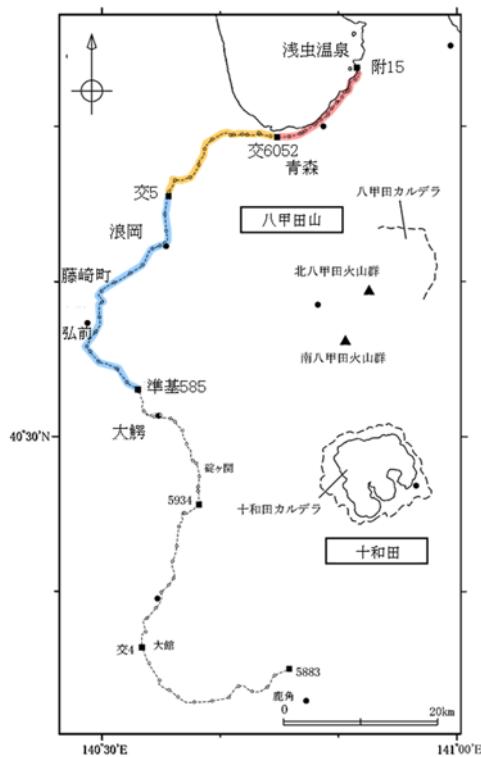 浅虫温泉
附15
交6052
青森
交5
八甲田カルデラ
八甲田山
浪岡
北八甲田火山群
藤崎町
弘前
南八甲田火山群
準基585
40°30′N
大鰐
碇ヶ関
5934
十和田カルデラ
十和田
交4
大館
5883
鹿角
0
20km
140°30′E
141°00′E